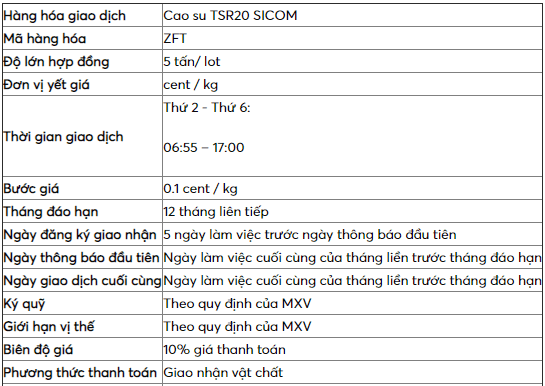 Hàng hóa giao dịch Cao su TSR20 SICOM
Mã hàng hóa ZFT
Độ lớn hợp đồng 5 tấn/ lot
Đơn vị yết giá cent / kg
Thời gian giao dịch Thứ 2 - Thứ 6:
06:55 – 17:00
Bước giá 0.1 cent / kg
Tháng đáo hạn 12 tháng liên tiếp
Ngày đăng ký giao nhận 5 ngày làm việc trước ngày thông báo đầu tiên
Ngày thông báo đầu tiên Ngày làm việc cuối cùng của tháng liền trước tháng đáo hạn
Ngày giao dịch cuối cùng Ngày làm việc cuối cùng của tháng liền trước tháng đáo hạn
Ký quỹ Theo quy định của MXV
Giới hạn vị thế Theo quy định của MXV
Biên độ giá 10% giá thanh toán
Phương thức thanh toán Giao nhận vật chất